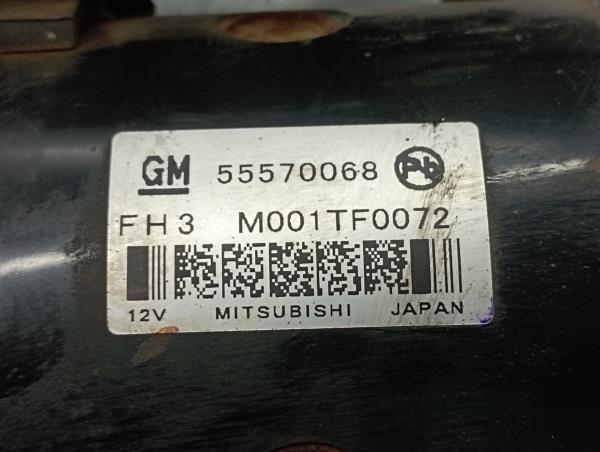 GM 55570068 Pb
FH3 M001TF0072
12V MITSUBISHI JAPAN